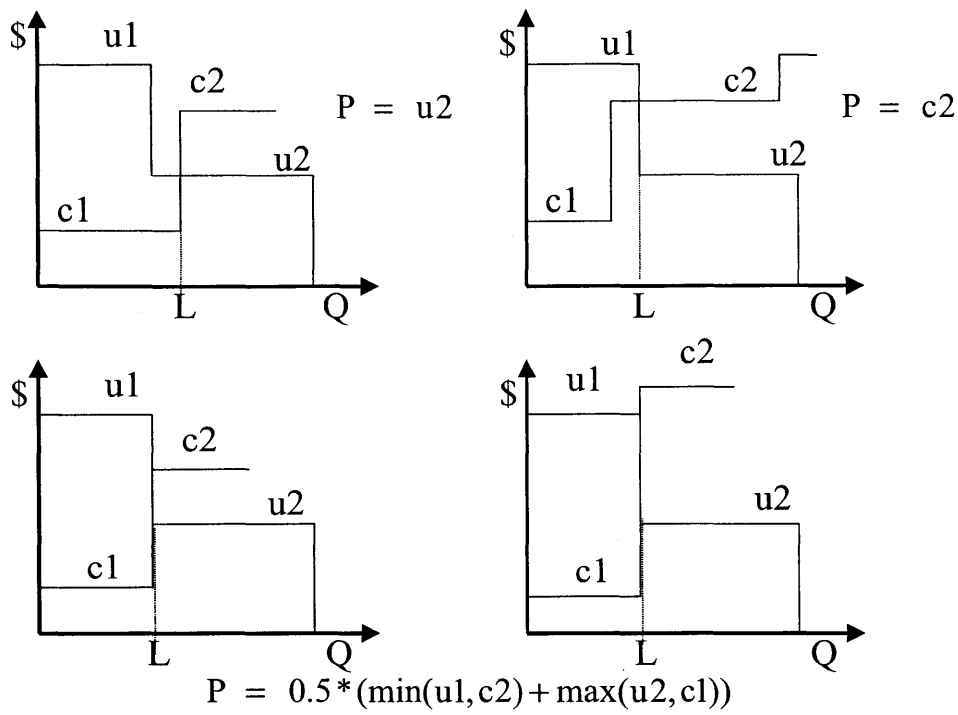 $ u1 c2 P = u2
u2
c1
L Q
$ u1 c2 P = c2
u2
c1
L Q
$ u1
c2
u2
c1
L Q
c2
$ u1
u2
c1
L Q
P = 0.5*(min(u1,c2)+max(u2,c1))